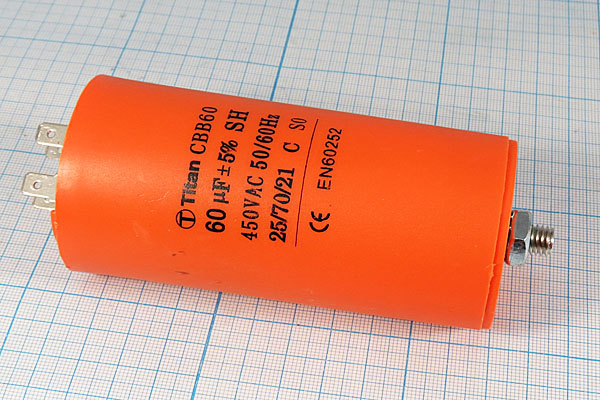 Titan CBB60
60 µF ± 5% SH
450VAC 50/60Hz
25/70/21 C S0
CE EN60252